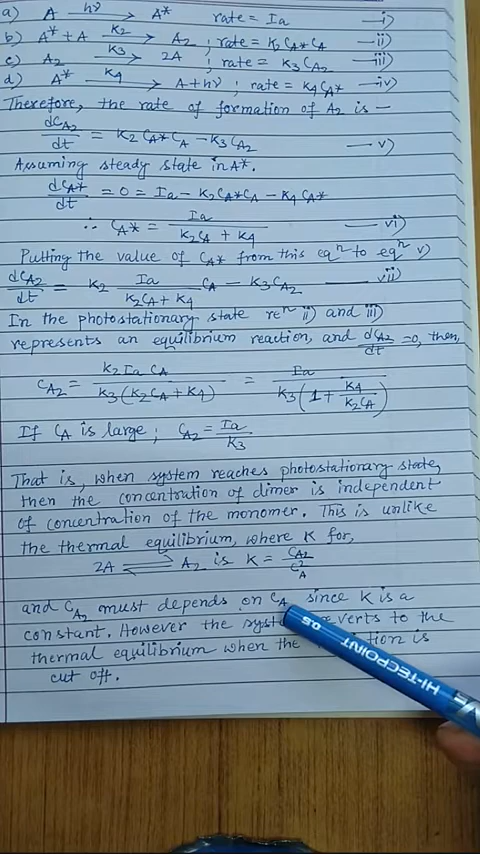 a) A hν→ A* rate = Ia —i)
b) A* + A K2→ A2 ; rate = K2 CA* CA —ii)
c) A2 K3→ 2A ; rate = K3 CA2 —iii)
d) A* K4→ A + hν ; rate = K4 CA* —iv)
Therefore, the rate of formation of A2 is —
dCA2/dt = K2 CA* CA - K3 CA2 —v)
Assuming steady state in A*.
dCA*/dt = 0 = Ia - K2 CA* CA - K4 CA*
∴ CA* = Ia/(K2 CA + K4) —vi)
Putting the value of CA* from this eqn to eqn v)
dCA2/dt = K2 Ia/(K2 CA + K4) CA - K3 CA2 —vii)
In the photostationary state rxn ii) and iii)
represents an equilibrium reaction, and dCA2/dt = 0, then,
CA2 = K2 Ia CA/(K3 (K2 CA + K4)) = Ia/(K3 (1 + K4/(K2 CA)))
If CA is large; CA2 = Ia/K3
That is, when system reaches photostationary state,
then the concentration of dimer is independent
of concentration of the monomer. This is unlike
the thermal equilibrium, where K for,
2A ⇌ A2 is K = CA2/C²A
and CA2 must depends on CA since K is a
constant. However the reverts to the
thermal equilibrium when the is
cut off.
HI-TECPOINT 0.5